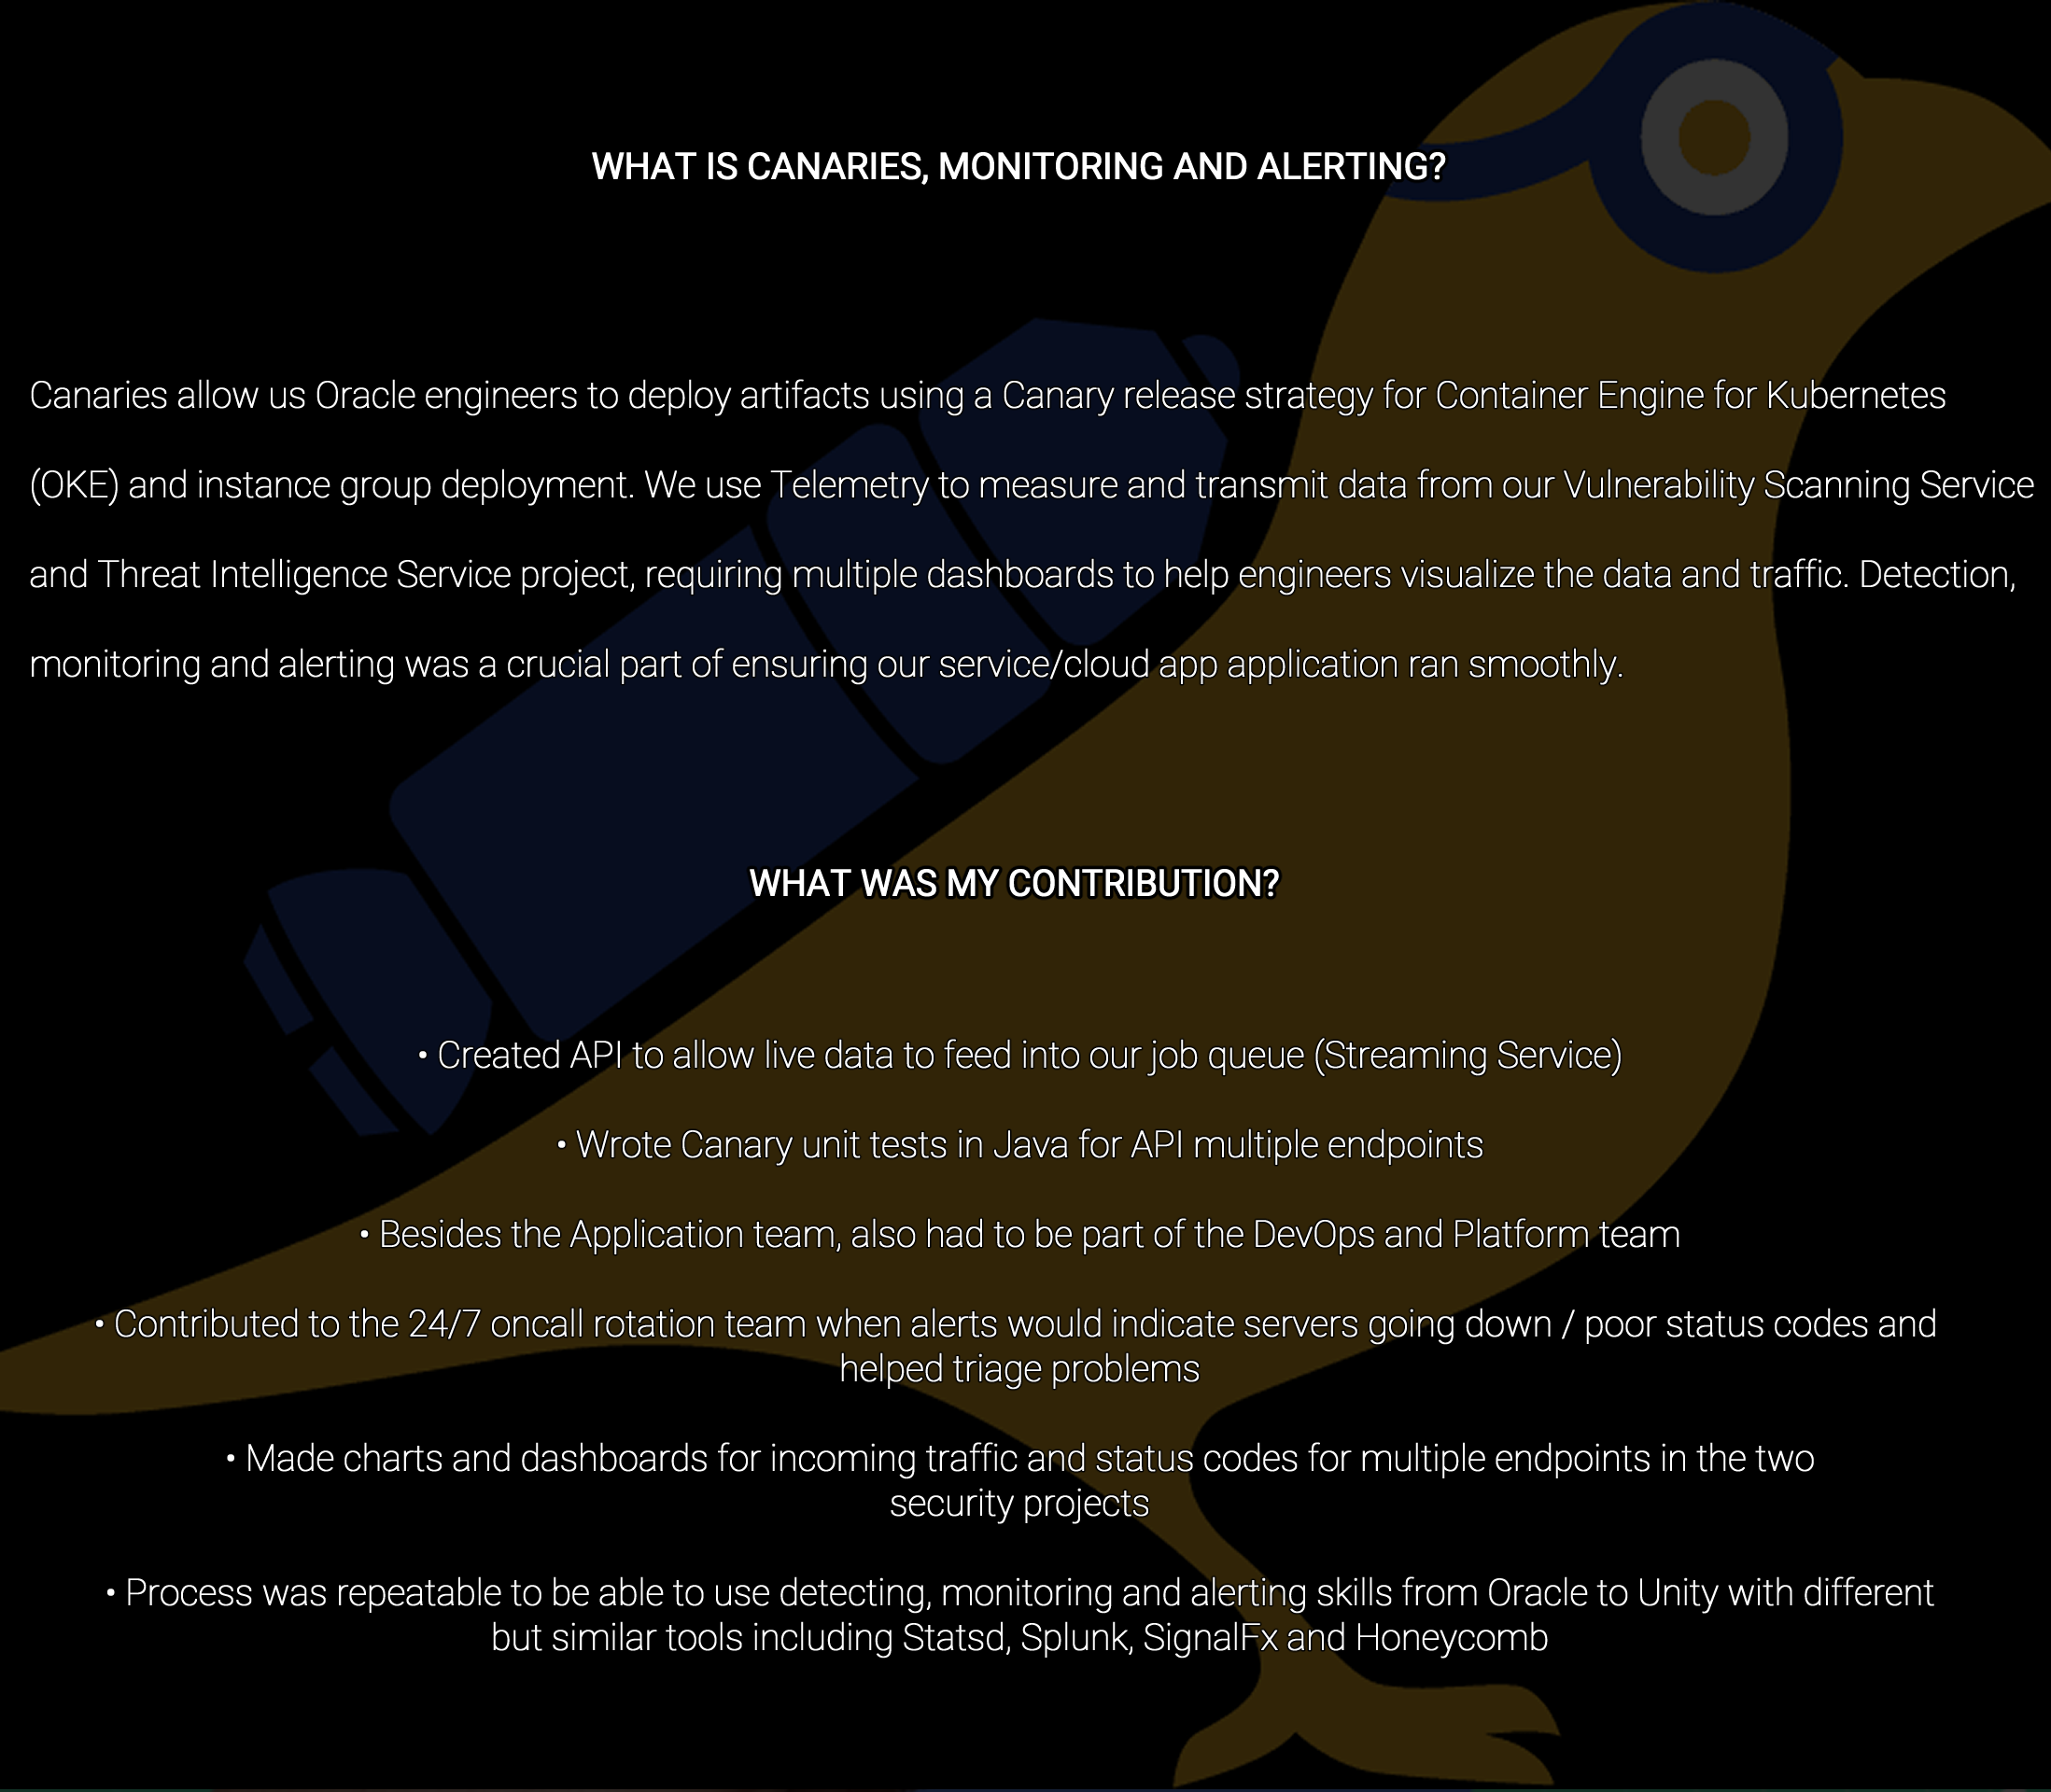 WHAT IS CANARIES, MONITORING AND ALERTING?
Canaries allow us Oracle engineers to deploy artifacts using a Canary release strategy for Container Engine for Kubernetes
(OKE) and instance group deployment. We use Telemetry to measure and transmit data from our Vulnerability Scanning Service
and Threat Intelligence Service project, requiring multiple dashboards to help engineers visualize the data and traffic. Detection,
monitoring and alerting was a crucial part of ensuring our service/cloud app application ran smoothly.
WHAT WAS MY CONTRIBUTION?
• Created API to allow live data to feed into our job queue (Streaming Service)
• Wrote Canary unit tests in Java for API multiple endpoints
• Besides the Application team, also had to be part of the DevOps and Platform team
• Contributed to the 24/7 oncall rotation team when alerts would indicate servers going down / poor status codes and
helped triage problems
• Made charts and dashboards for incoming traffic and status codes for multiple endpoints in the two
security projects
• Process was repeatable to be able to use detecting, monitoring and alerting skills from Oracle to Unity with different
but similar tools including Statsd, Splunk, SignalFx and Honeycomb